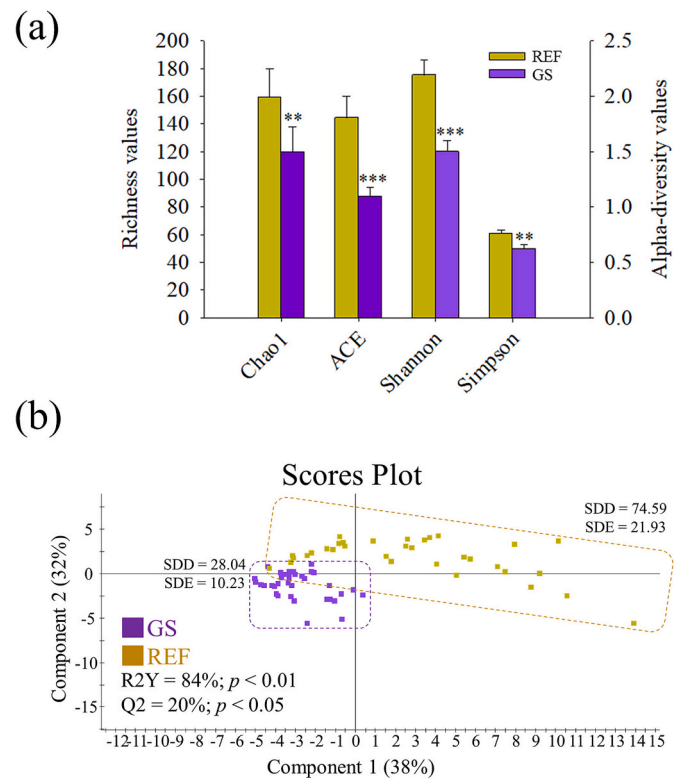 (a)
200
180
160
140
120
100
80
60
40
20
0
Richness values
2.5
2.0
1.5
1.0
0.5
0.0
Alpha-diversity values
REF
GS
**
***
***
**
Chao1
ACE
Shannon
Simpson
(b)
Scores Plot
SDD = 74.59
SDE = 21.93
SDD = 28.04
SDE = 10.23
5
0
-5
-10
-15
Component 2 (32%)
GS
REF
R2Y = 84%; p < 0.01
Q2 = 20%; p < 0.05
-12-11-10-9 -8 -7 -6 -5 -4 -3 -2 -1 0 1 2 3 4 5 6 7 8 9 10 11 12 13 14 15
Component 1 (38%)